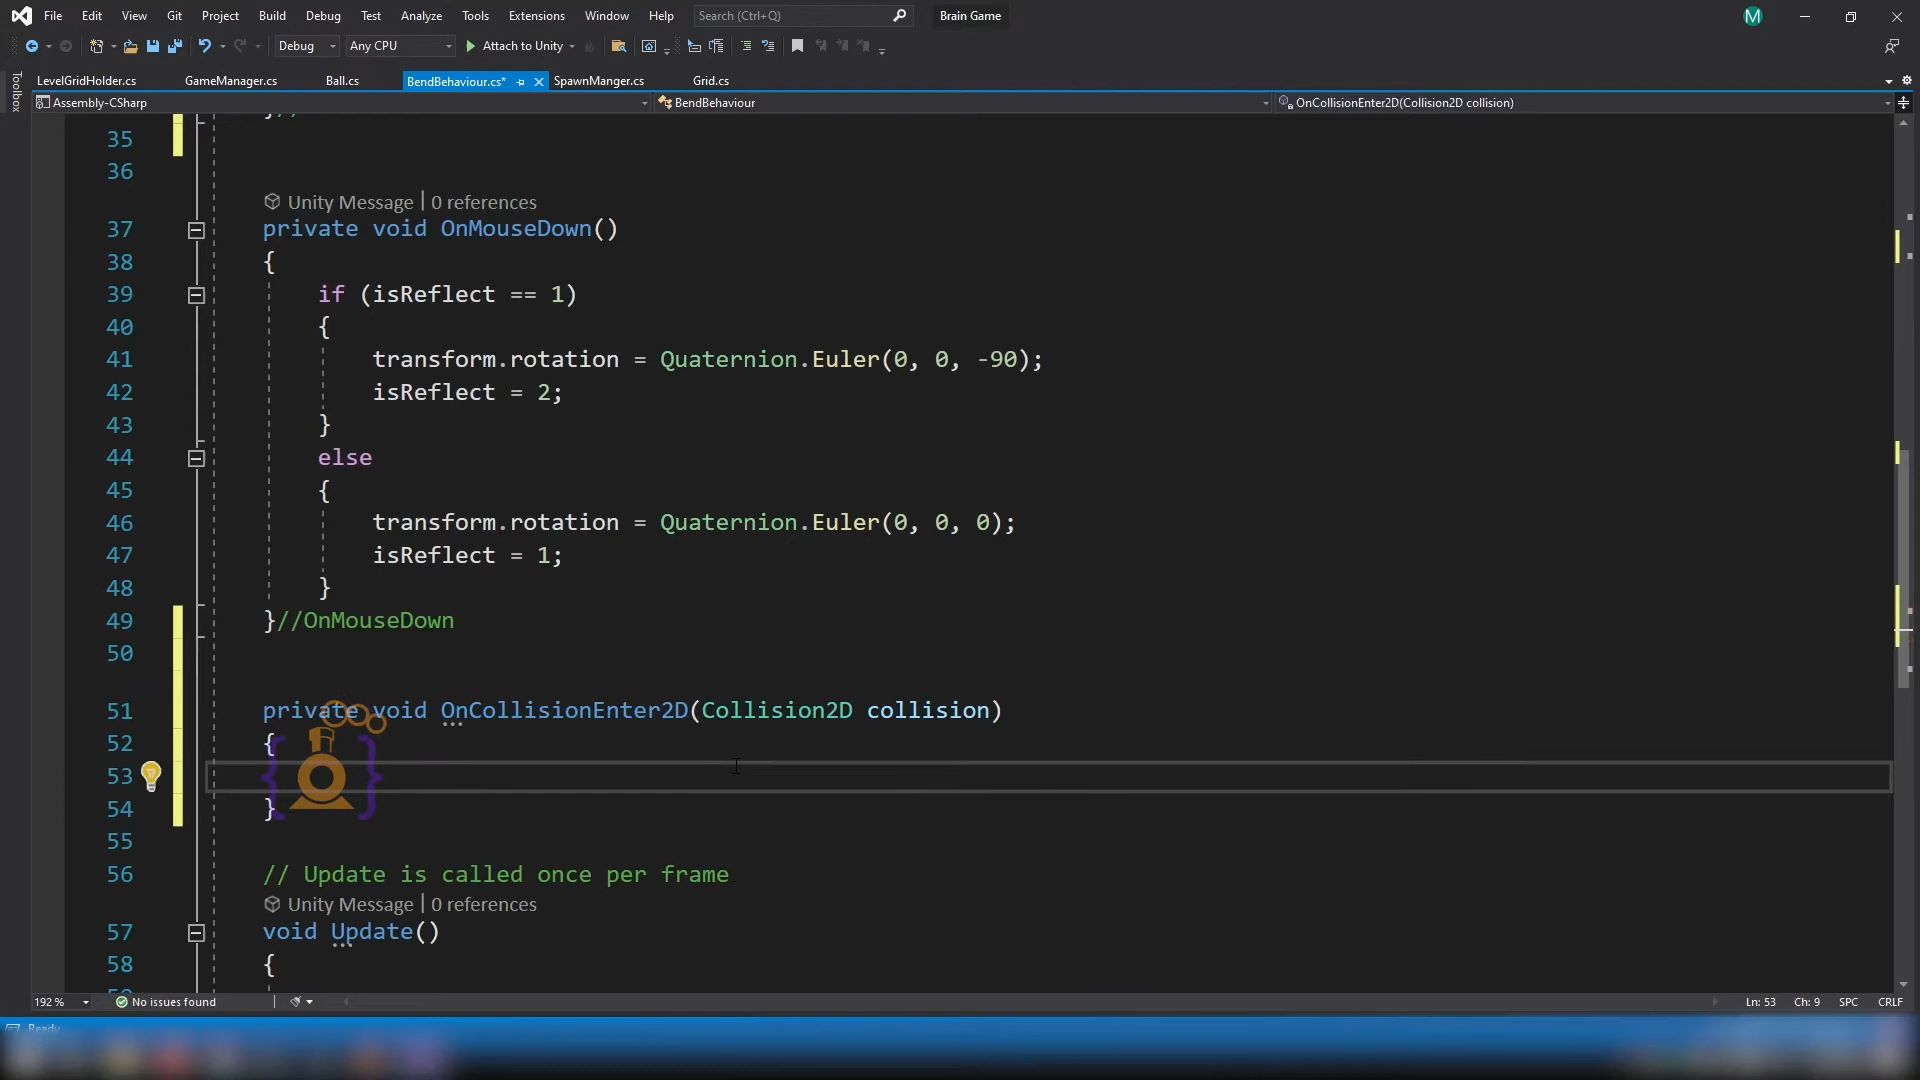 File Edit View Git Project Build Debug Test Analyze Tools Extensions Window Help Search (Ctrl+Q) Brain Game M
Debug Any CPU Attach to Unity
Toolbox
LevelGridHolder.cs GameManager.cs Ball.cs BendBehaviour.cs* SpawnManger.cs Grid.cs
Assembly-CSharp BendBehaviour OnCollisionEnter2D(Collision2D collision)
35
36
Unity Message | 0 references
37 private void OnMouseDown()
38 {
39 if (isReflect == 1)
40 {
41 transform.rotation = Quaternion.Euler(0, 0, -90);
42 isReflect = 2;
43 }
44 else
45 {
46 transform.rotation = Quaternion.Euler(0, 0, 0);
47 isReflect = 1;
48 }
49 }//OnMouseDown
50
51 private void OnCollisionEnter2D(Collision2D collision)
52 {
53
54 }
55
56 // Update is called once per frame
Unity Message | 0 references
57 void Update()
58 {
192 % No issues found Ln: 53 Ch: 9 SPC CRLF
Ready